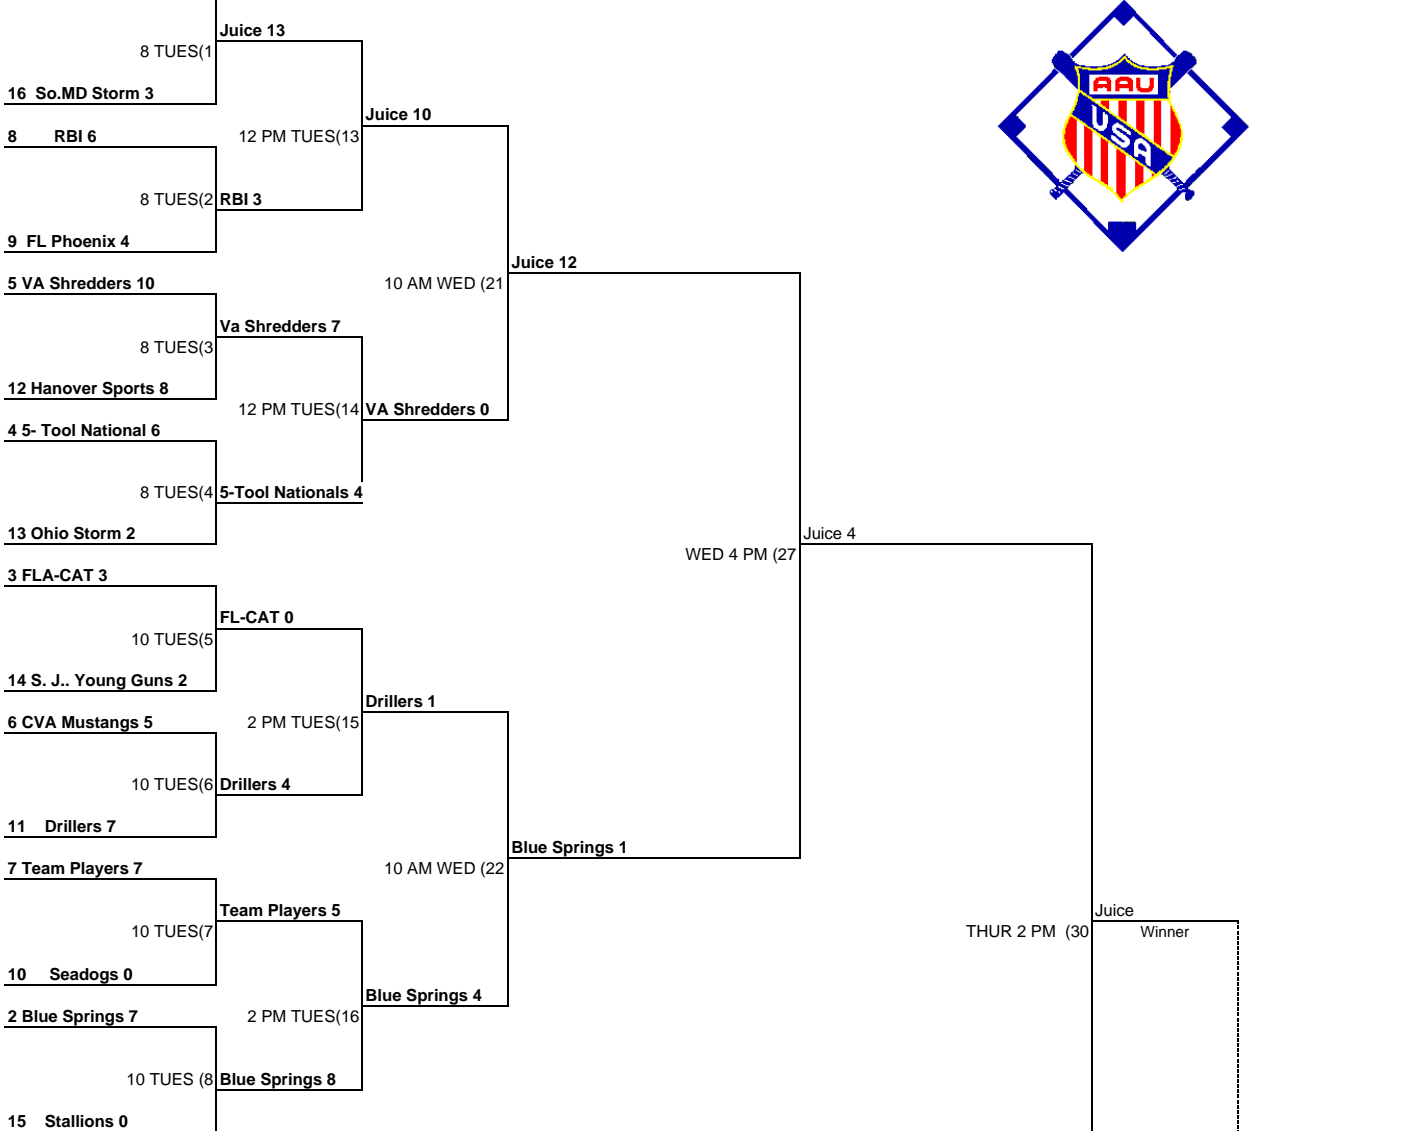 Juice 13
8 TUES(1
16 So.MD Storm 3
Juice 10
8 RBI 6
12 PM TUES(13
8 TUES(2
RBI 3
9 FL Phoenix 4
Juice 12
5 VA Shredders 10
10 AM WED (21
Va Shredders 7
8 TUES(3
12 Hanover Sports 8
12 PM TUES(14
VA Shredders 0
4 5- Tool National 6
8 TUES(4
5-Tool Nationals 4
13 Ohio Storm 2
Juice 4
WED 4 PM (27
3 FLA-CAT 3
FL-CAT 0
10 TUES(5
14 S. J.. Young Guns 2
Drillers 1
6 CVA Mustangs 5
2 PM TUES(15
10 TUES(6
Drillers 4
11 Drillers 7
Blue Springs 1
7 Team Players 7
10 AM WED (22
Team Players 5
Juice
10 TUES(7
THUR 2 PM (30
Winner
10 Seadogs 0
Blue Springs 4
2 Blue Springs 7
2 PM TUES(16
10 TUES (8
Blue Springs 8
15 Stallions 0
AAU
USA